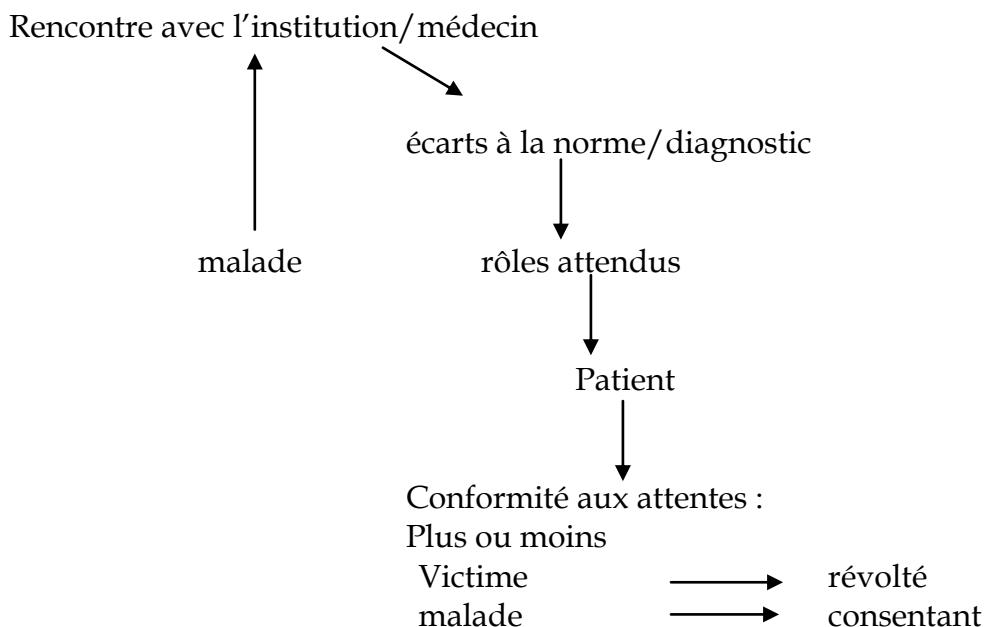 Rencontre avec l’institution/médecin
écarts à la norme/diagnostic
malade rôles attendus
Patient
Conformité aux attentes :
Plus ou moins
Victime révolté
malade consentant